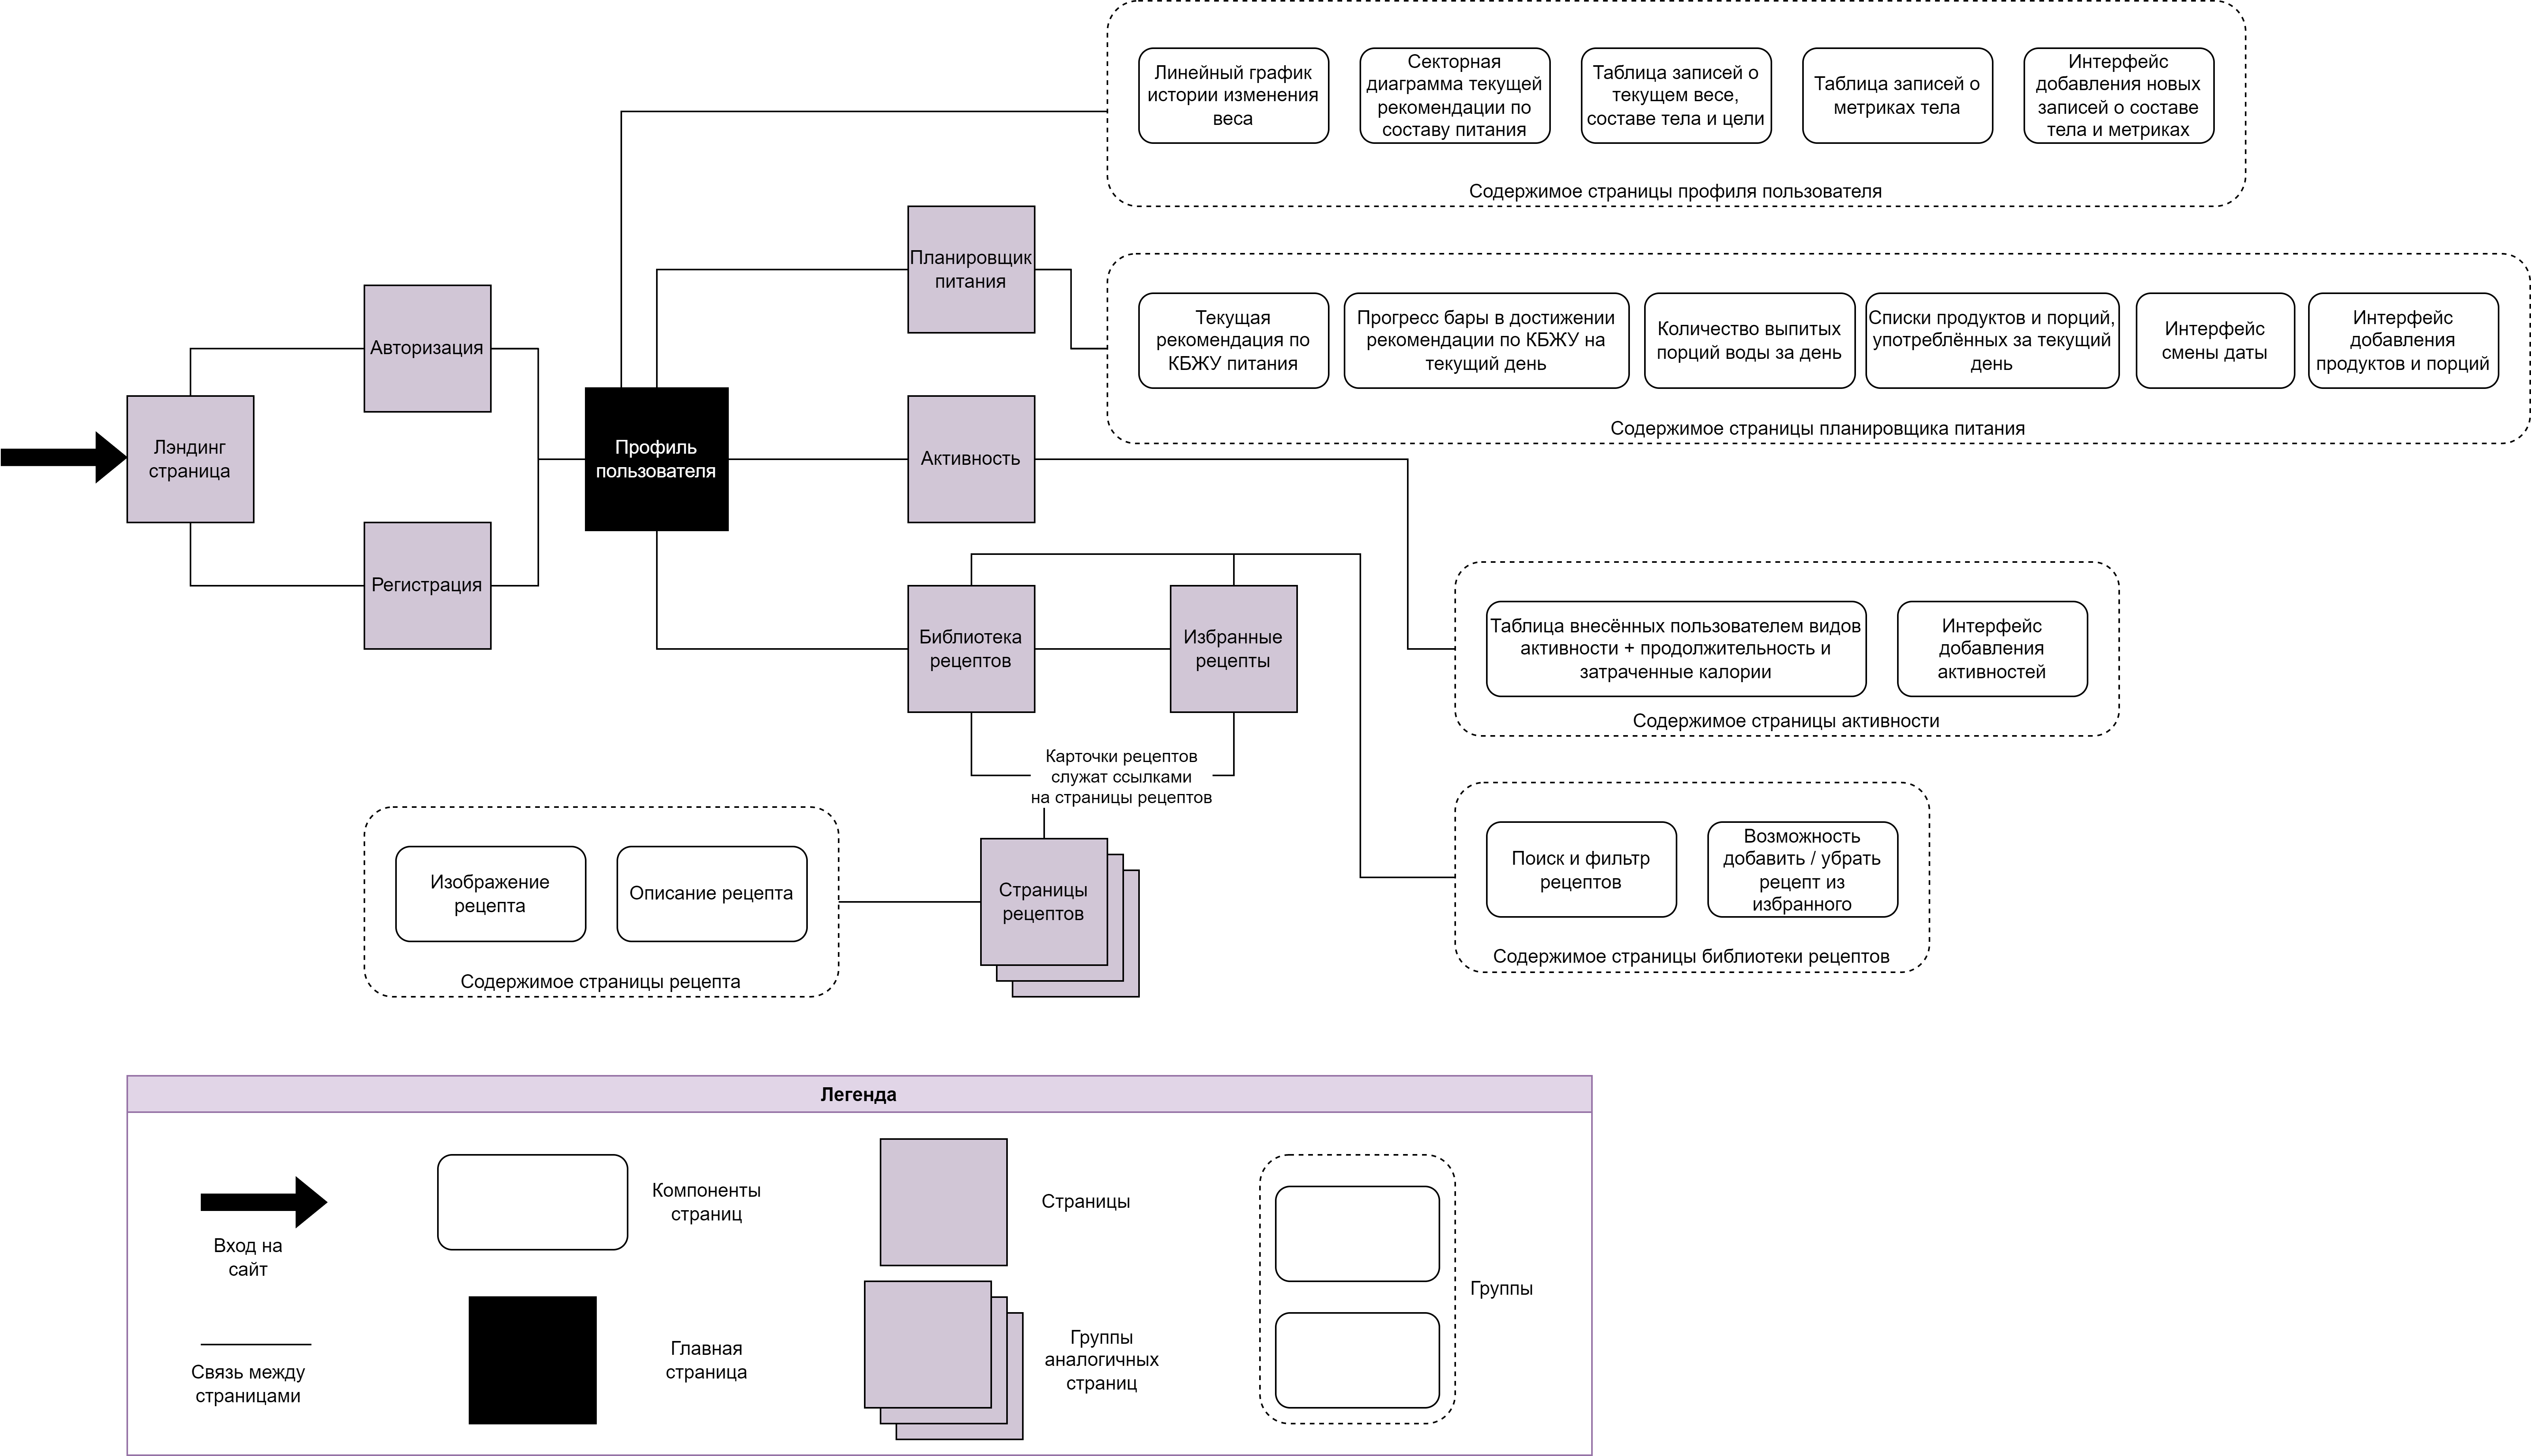 Линейный график
истории изменения
веса
Секторная
диаграмма текущей
рекомендации по
составу питания
Таблица записей о
текущем весе,
составе тела и цели
Таблица записей о
метриках тела
Интерфейс
добавления новых
записей о составе
тела и метриках
Содержимое страницы профиля пользователя
Планировщик
питания
Текущая
рекомендация по
КБЖУ питания
Прогресс бары в достижении
рекомендации по КБЖУ на
текущий день
Количество выпитых
порций воды за день
Списки продуктов и порций,
употреблённых за текущий
день
Интерфейс
смены даты
Интерфейс
добавления
продуктов и порций
Содержимое страницы планировщика питания
Авторизация
Лэндинг
страница
Профиль
пользователя
Активность
Регистрация
Библиотека
рецептов
Избранные
рецепты
Таблица внесённых пользователем видов
активности + продолжительность и
затраченные калории
Интерфейс
добавления
активностей
Содержимое страницы активности
Карточки рецептов
служат ссылками
на страницы рецептов
Изображение
рецепта
Описание рецепта
Содержимое страницы рецепта
Страницы
рецептов
Поиск и фильтр
рецептов
Возможность
добавить / убрать
рецепт из
избранного
Содержимое страницы библиотеки рецептов
Легенда
Вход на
сайт
Компоненты
страниц
Страницы
Группы
Связь между
страницами
Главная
страница
Группы
аналогичных
страниц